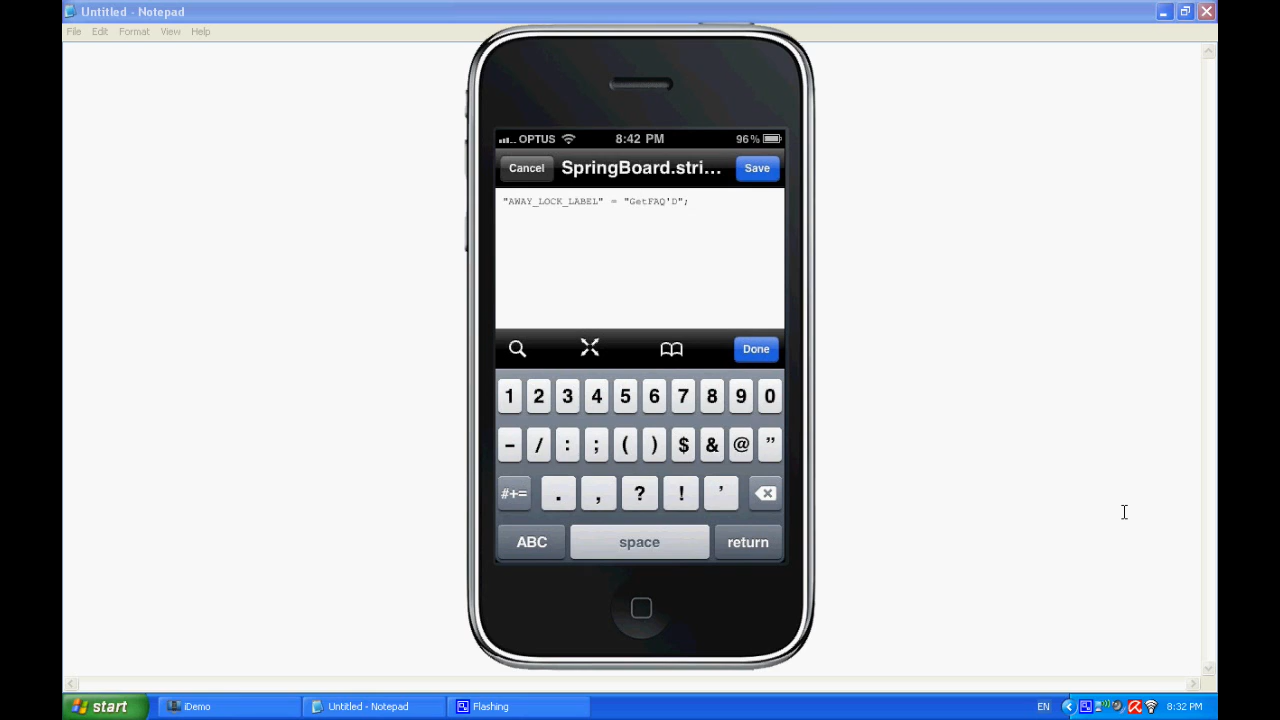 Untitled - Notepad
File Edit Format View Help
OPTUS 8:42 PM 96%
Cancel SpringBoard.stri... Save
"AWAY_LOCK_LABEL" = "GetFAQ'D";
Done
1 2 3 4 5 6 7 8 9 0
- / : ; ( ) $ & @ "
#+= . , ? ! '
ABC space return
start iDemo Untitled - Notepad Flashing EN 8:32 PM